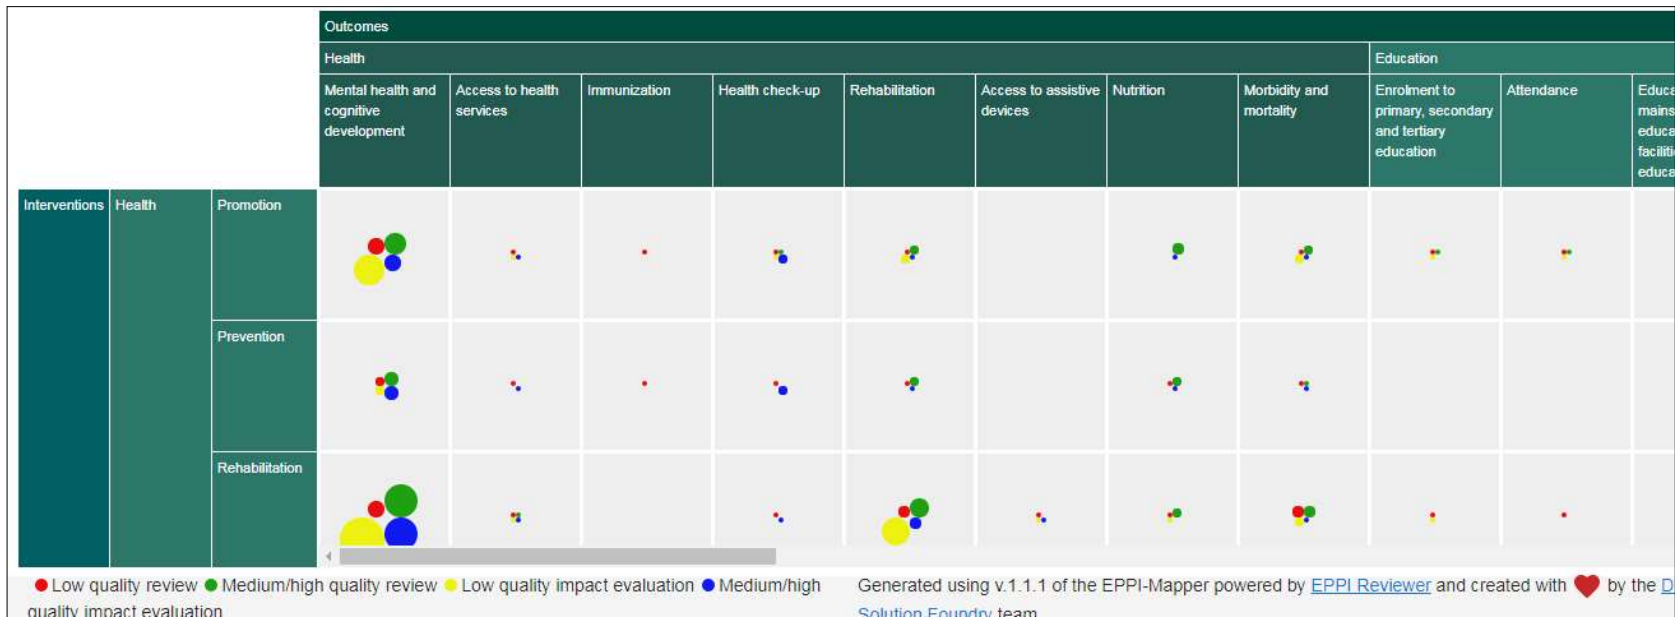 Outcomes
Health
Education
Mental health and
cognitive
development
Access to health
services
Immunization
Health check-up
Rehabilitation
Access to assistive
devices
Nutrition
Morbidity and
mortality
Enrolment to
primary, secondary
and tertiary
education
Attendance
Interventions
Health
Promotion
Prevention
Rehabilitation
Low quality review Medium/high quality review Low quality impact evaluation Medium/high
quality impact evaluation
Generated using v.1.1.1 of the EPPI-Mapper powered by EPPI Reviewer and created with by the
Solution Foundry team